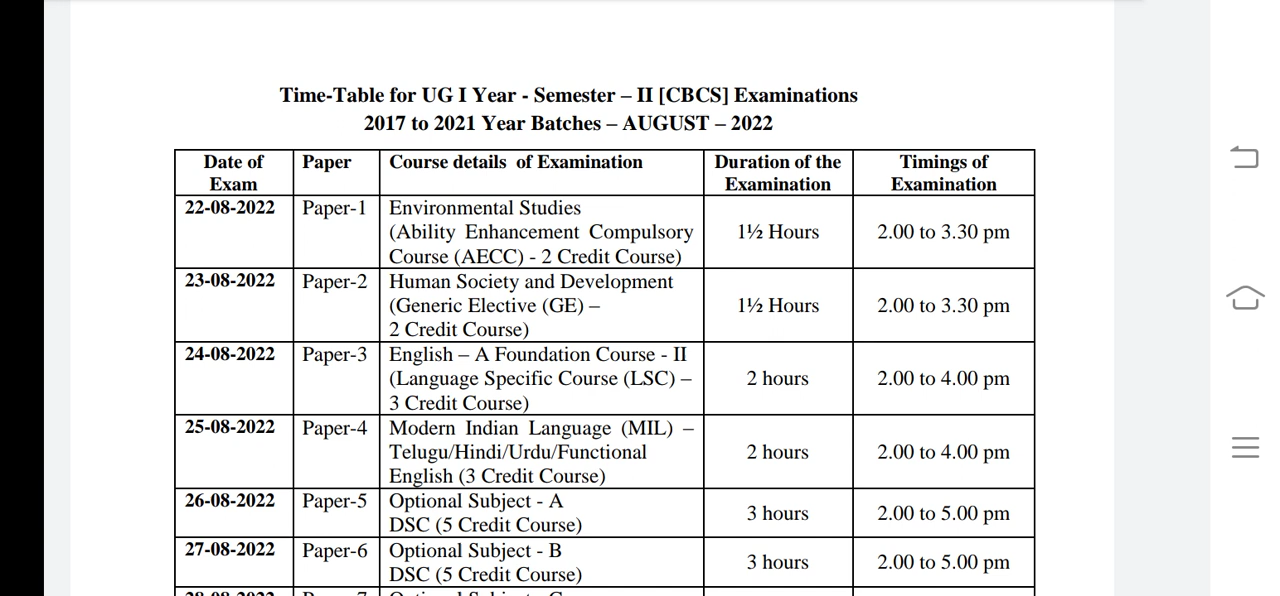 Time-Table for UG I Year - Semester – II [CBCS] Examinations
2017 to 2021 Year Batches – AUGUST – 2022
Date of Exam Paper Course details of Examination Duration of the Examination Timings of Examination
22-08-2022 Paper-1 Environmental Studies
(Ability Enhancement Compulsory
Course (AECC) - 2 Credit Course)
1½ Hours 2.00 to 3.30 pm
23-08-2022 Paper-2 Human Society and Development
(Generic Elective (GE) –
2 Credit Course)
1½ Hours 2.00 to 3.30 pm
24-08-2022 Paper-3 English – A Foundation Course - II
(Language Specific Course (LSC) –
3 Credit Course)
2 hours 2.00 to 4.00 pm
25-08-2022 Paper-4 Modern Indian Language (MIL) –
Telugu/Hindi/Urdu/Functional
English (3 Credit Course)
2 hours 2.00 to 4.00 pm
26-08-2022 Paper-5 Optional Subject - A
DSC (5 Credit Course)
3 hours 2.00 to 5.00 pm
27-08-2022 Paper-6 Optional Subject - B
DSC (5 Credit Course)
3 hours 2.00 to 5.00 pm